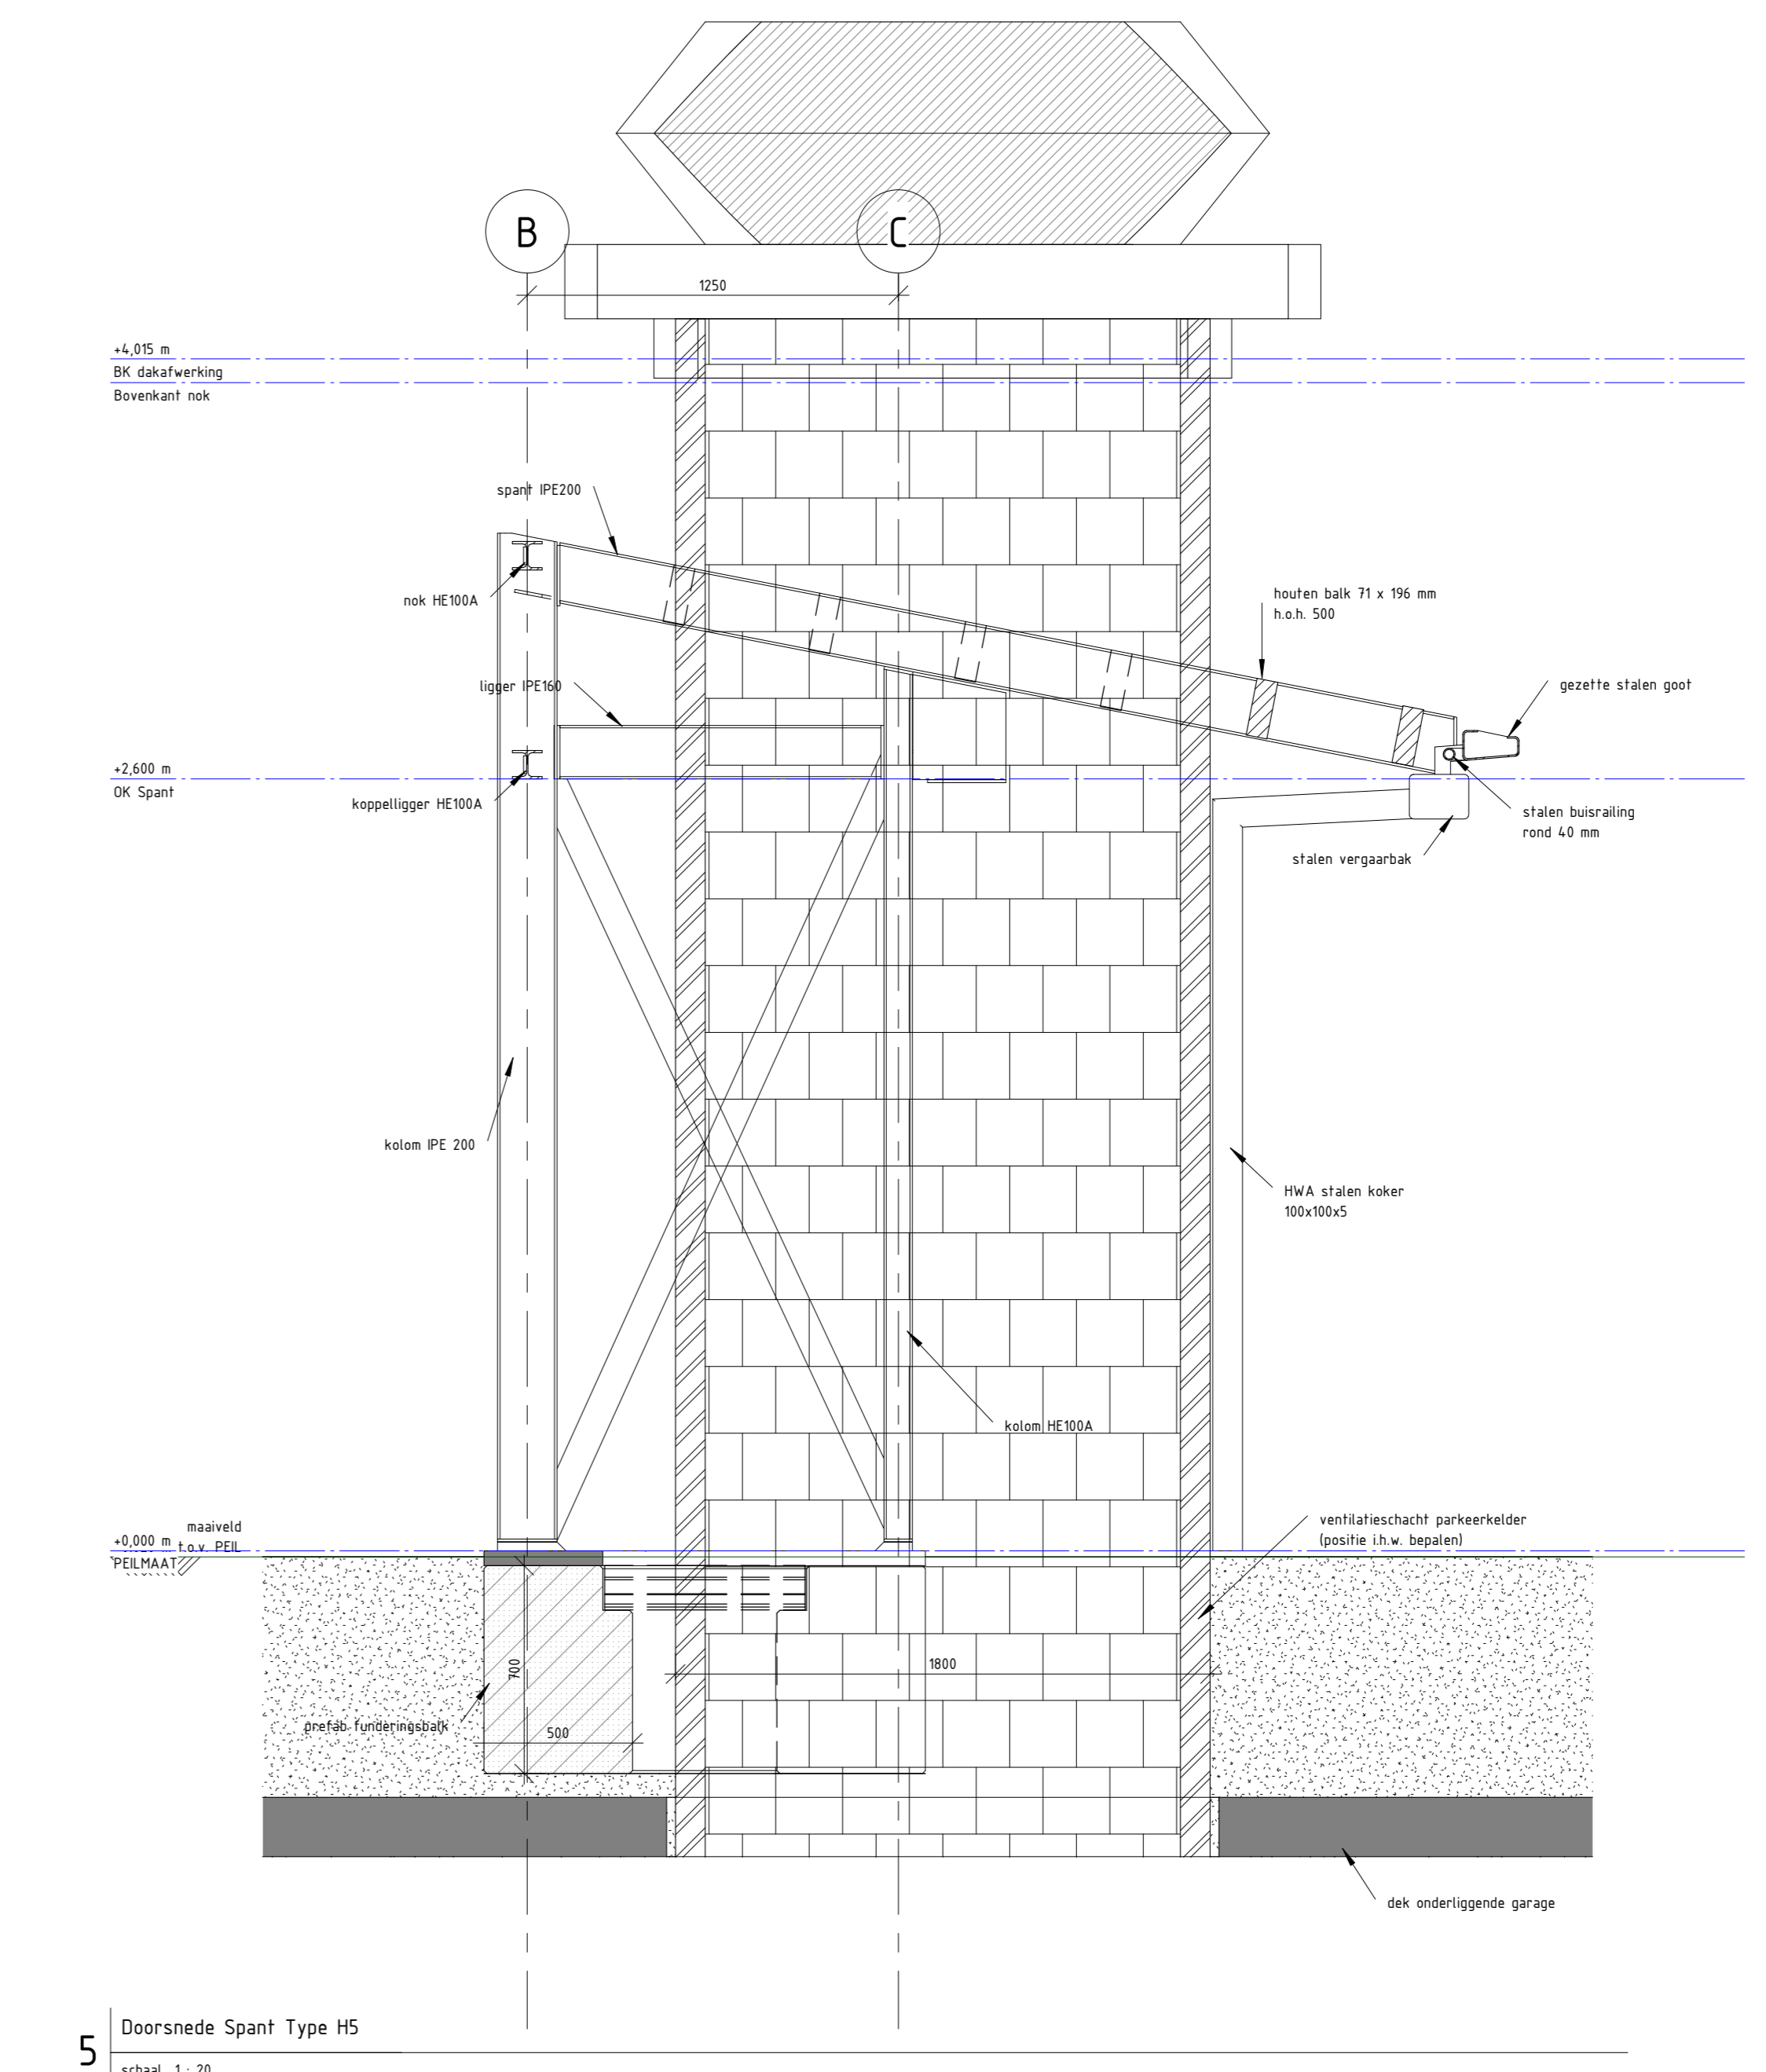 B
C
1250
+4,015 m
BK dakafwerking
Bovenkant nok
spant IPE200
nok HE100A
houten balk 71 x 196 mm
h.o.h. 500
ligger IPE160
gezette stalen goot
+2,600 m
OK Spant
koppelligger HE100A
stalen buisrailing
rond 40 mm
stalen vergaarbak
kolom IPE 200
HWA stalen koker
100x100x5
kolom HE100A
ventilatieschacht parkeerkelder
(positie i.h.w. bepalen)
maaiveld
+0,000 m
t.o.v. PEIL
PEILMAAT
700
1800
prefab funderingsbalk
500
dek onderliggende garage
5
Doorsnede Spant Type H5
schaal 1 : 20